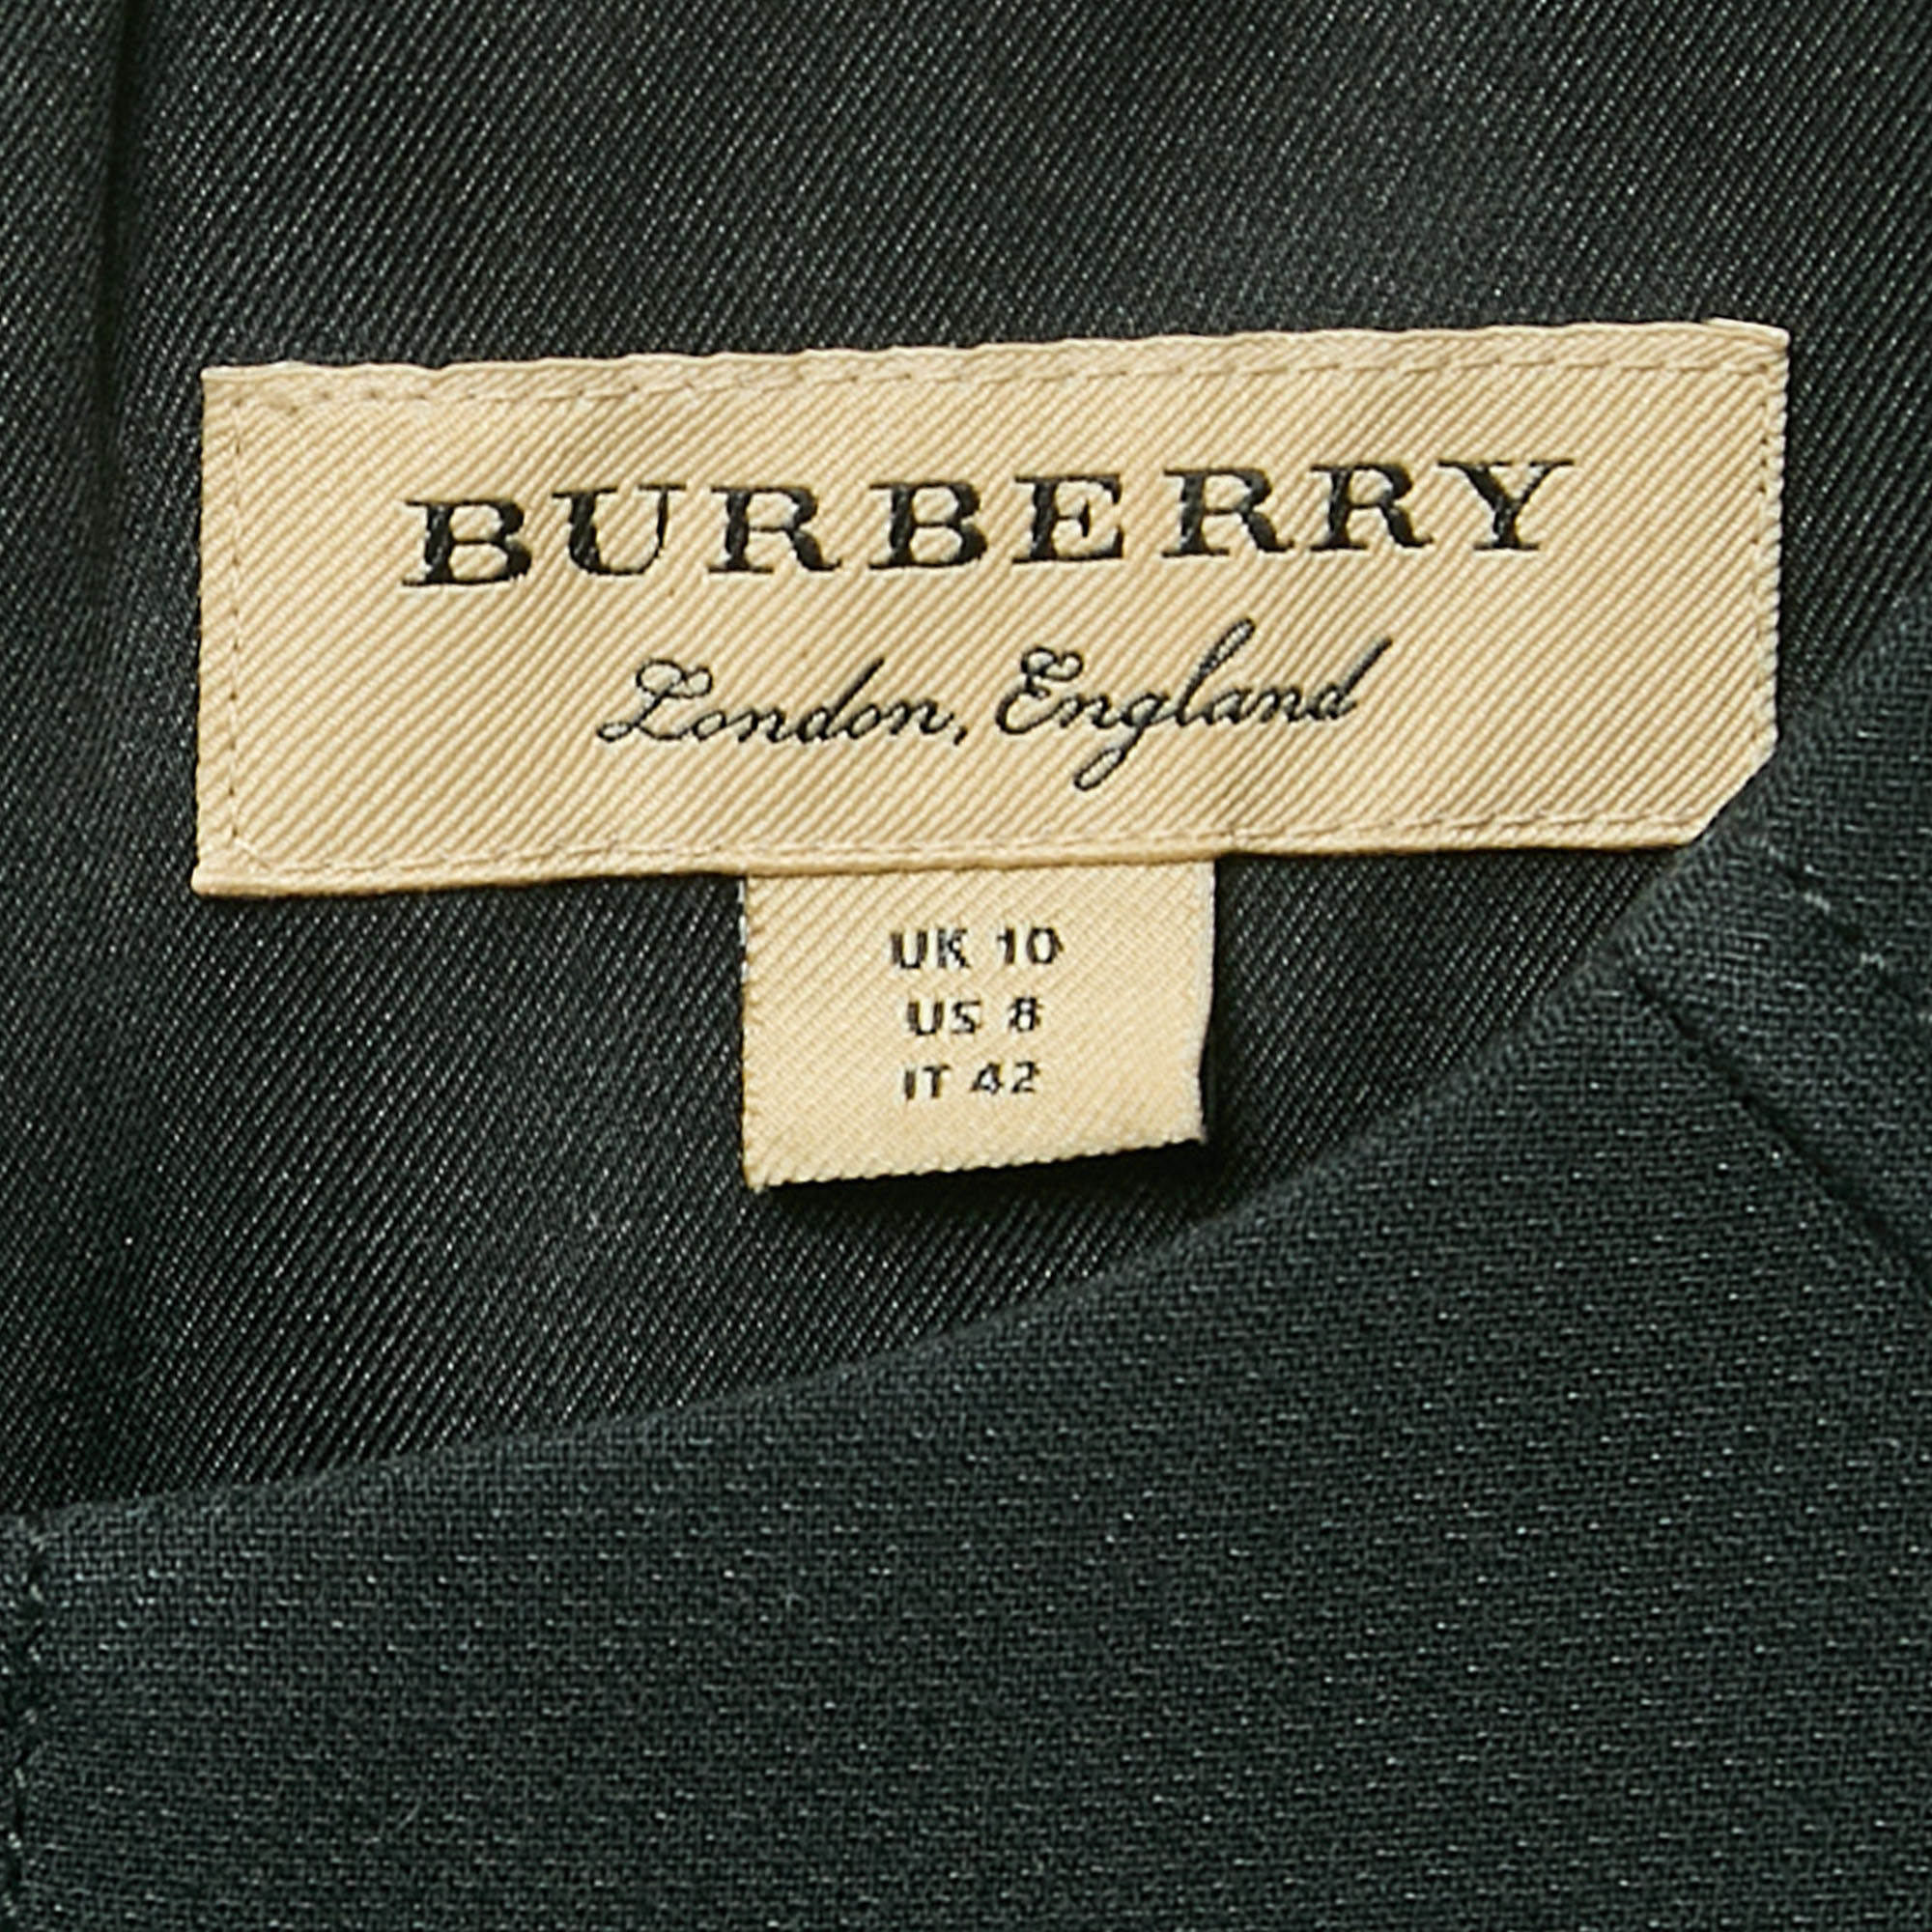 BURBERRY
London, England
UK 10
US 8
IT 42